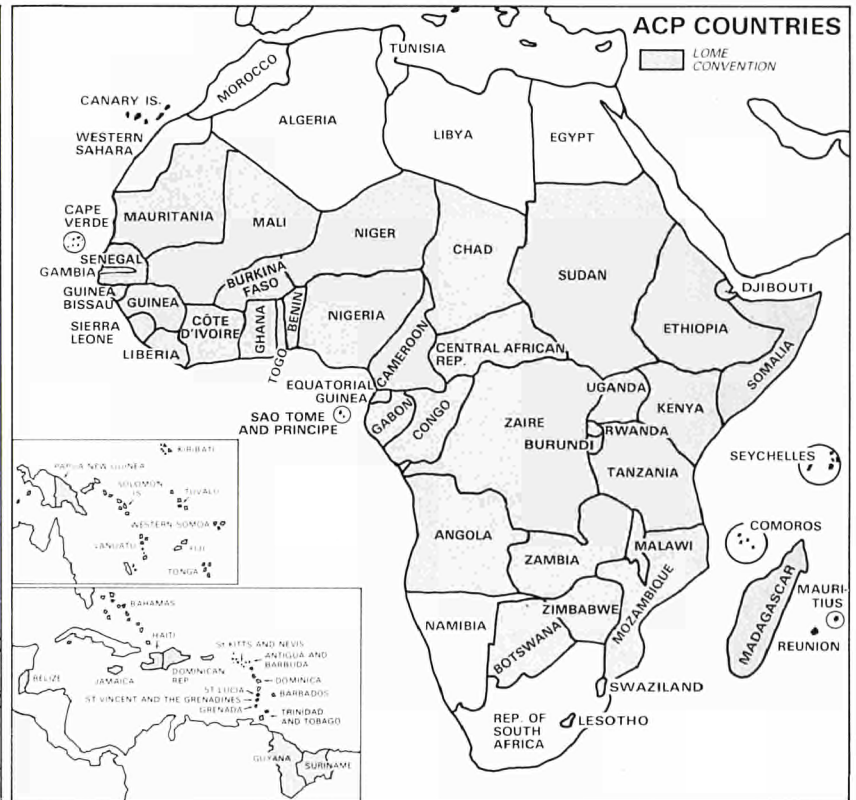 ACP COUNTRIES
LOME
CONVENTION
TUNISIA
MOROCCO
CANARY IS.
ALGERIA
LIBYA
EGYPT
WESTERN
SAHARA
CAPE
VERDE
MAURITANIA
MALI
NIGER
CHAD
SUDAN
SENEGAL
GAMBIA
BURKINA
FASO
DJIBOUTI
GUINEA
BISSAU
GUINEA
NIGERIA
ETHIOPIA
SIERRA
LEONE
CÔTE
D'IVOIRE
GHANA
TOGO
BENIN
LIBERIA
CAMEROON
CENTRAL AFRICAN
REP.
SOMALIA
EQUATORIAL
GUINEA
UGANDA
KENYA
SAO TOME
AND PRINCIPE
GABON
CONGO
ZAIRE
RWANDA
BURUNDI
SEYCHELLES
TANZANIA
COMOROS
ANGOLA
ZAMBIA
MALAWI
MOZAMBIQUE
MADAGASCAR
MAURI-
TIUS
REUNION
NAMIBIA
ZIMBABWE
BOTSWANA
SWAZILAND
REP. OF
SOUTH
AFRICA
LESOTHO
KIRIBATI
PAPUA NEW GUINEA
SOLOMON
IS
TUVALU
WESTERN SOMOA
VANUATU
FIJI
TONGA
BAHAMAS
HAITI
St KITTS AND NEVIS
ANTIGUA AND
BARBUDA
BELIZE
JAMAICA
DOMINICAN
REP
DOMINICA
ST LUCIA
BARBADOS
ST VINCENT AND THE GRENADINES
GRENADA
TRINIDAD
AND TOBAGO
GUYANA
SURINAME